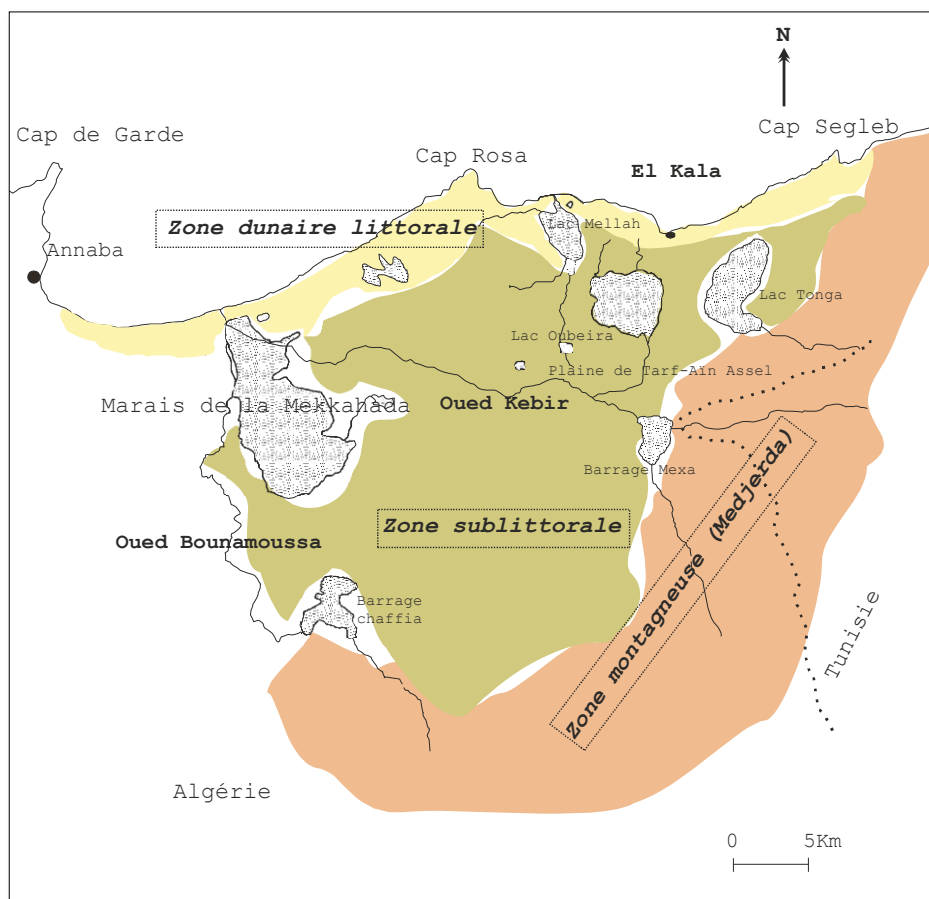 N
Cap Segleb
Cap de Garde
Cap Rosa
El Kala
Zone dunaire littorale
Lac Mellah
Annaba
Lac Tonga
Lac Oubeira
Plaine de Tarf-Aïn Assel
Marais de la Mekkahada
Oued Kebir
Barrage Mexa
Zone sublittorale
Oued Bounamoussa
Zone montagneuse (Medjerda)
Barrage
chaffia
Tunisie
Algérie
0 5Km